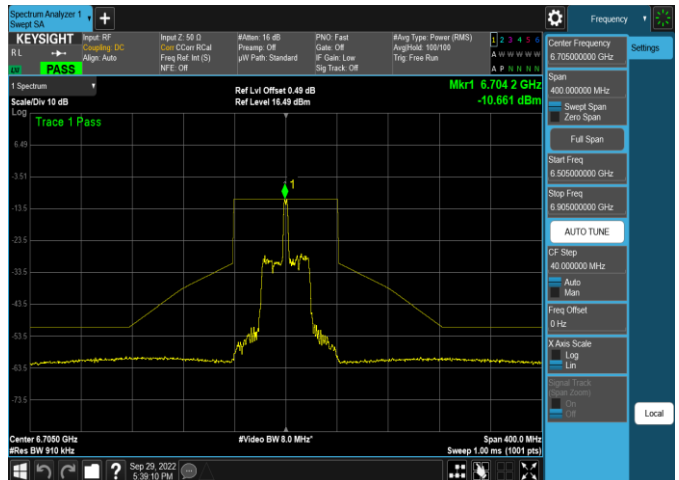 Spectrum Analyzer 1
Swept SA
+
Frequency
KEYSIGHT
Input: RF
Input Z: 50 Ω
#Atten: 16 dB
PNO: Fast
#Avg Type: Power (RMS)
1 2 3 4 5 6
RL
Coupling: DC
Corr CCorr RCal
Preamp: Off
Gate: Off
Avg|Hold: 100/100
A W W W W W
Align: Auto
Freq Ref: Int (S)
µW Path: Standard
IF Gain: Low
Trig: Free Run
NFE: Off
Sig Track: Off
A P N N N N
PASS
1 Spectrum
Scale/Div 10 dB
Ref Lvl Offset 0.49 dB
Ref Level 16.49 dBm
Mkr1 6.704 2 GHz
-10.661 dBm
Log
Trace 1 Pass
1
6.49
-3.51
-13.5
-23.5
-33.5
-43.5
-53.5
-63.5
-73.5
Center 6.7050 GHz
#Video BW 8.0 MHz*
Span 400.0 MHz
#Res BW 910 kHz
Sweep 1.00 ms (1001 pts)
Sep 29, 2022
5:39:10 PM
?
Settings
Center Frequency
6.705000000 GHz
Span
400.000000 MHz
Swept Span
Zero Span
Full Span
Start Freq
6.505000000 GHz
Stop Freq
6.905000000 GHz
AUTO TUNE
CF Step
40.000000 MHz
Auto
Man
Freq Offset
0 Hz
X Axis Scale
Log
Lin
Signal Track
(Span Zoom)
On
Off
Local